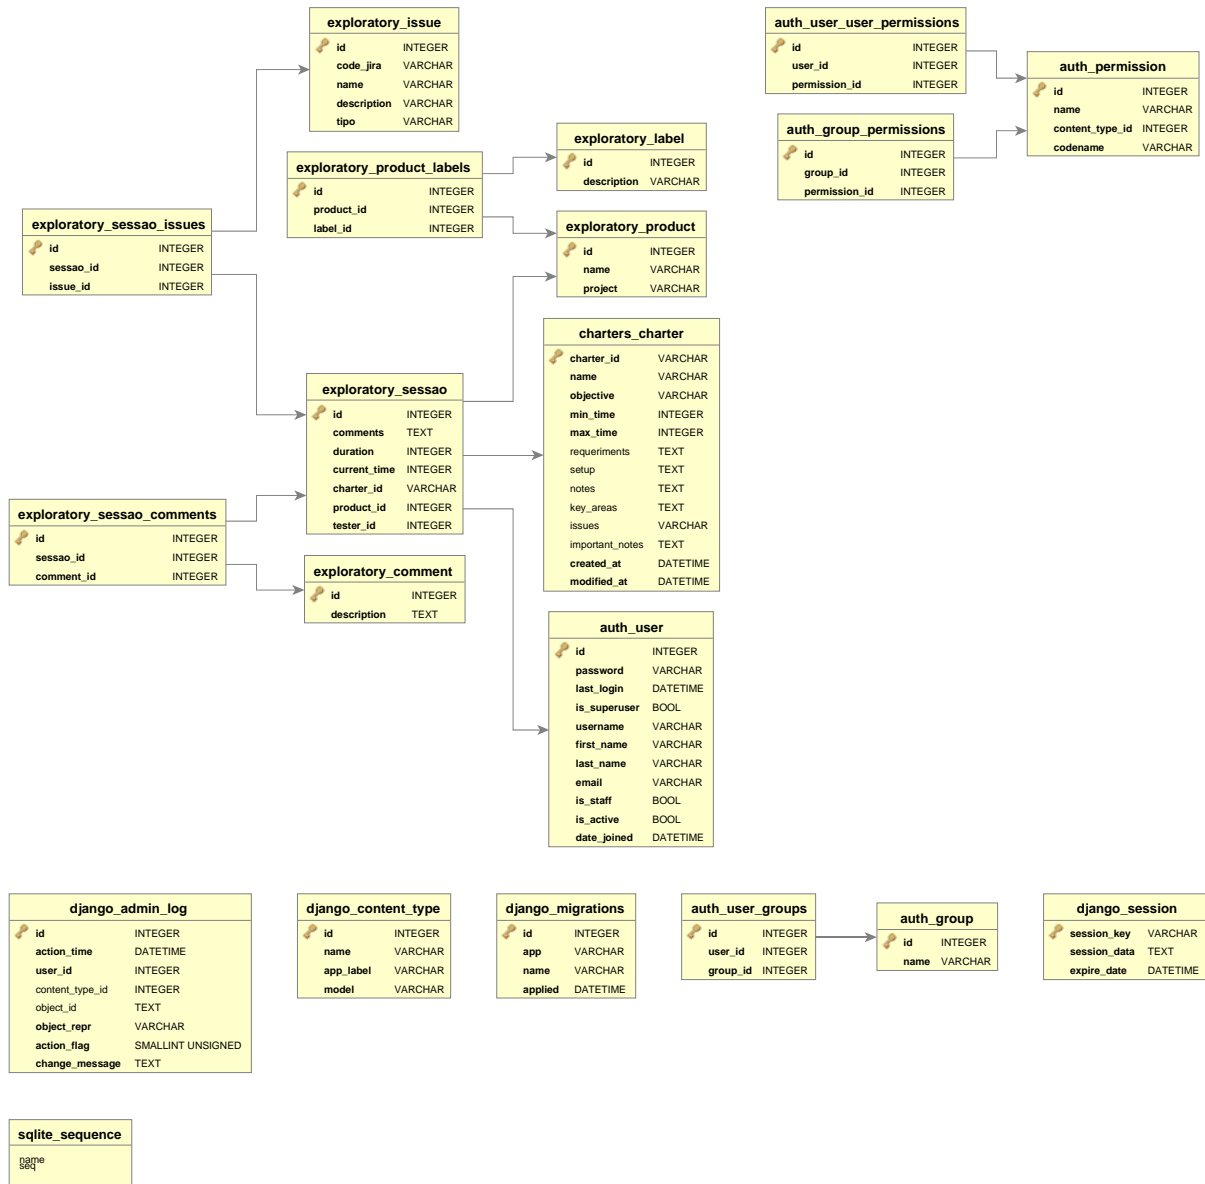 exploratory_issue
id INTEGER
code_jira VARCHAR
name VARCHAR
description VARCHAR
tipo VARCHAR
auth_user_user_permissions
id INTEGER
user_id INTEGER
permission_id INTEGER
auth_permission
id INTEGER
name VARCHAR
content_type_id INTEGER
codename VARCHAR
auth_group_permissions
id INTEGER
group_id INTEGER
permission_id INTEGER
exploratory_label
id INTEGER
description VARCHAR
exploratory_product_labels
id INTEGER
product_id INTEGER
label_id INTEGER
exploratory_sessao_issues
id INTEGER
sessao_id INTEGER
issue_id INTEGER
exploratory_product
id INTEGER
name VARCHAR
project VARCHAR
charters_charter
charter_id VARCHAR
name VARCHAR
objective VARCHAR
min_time INTEGER
max_time INTEGER
requeriments TEXT
setup TEXT
notes TEXT
key_areas TEXT
issues VARCHAR
important_notes TEXT
created_at DATETIME
modified_at DATETIME
exploratory_sessao
id INTEGER
comments TEXT
duration INTEGER
current_time INTEGER
charter_id VARCHAR
product_id INTEGER
tester_id INTEGER
exploratory_sessao_comments
id INTEGER
sessao_id INTEGER
comment_id INTEGER
exploratory_comment
id INTEGER
description TEXT
auth_user
id INTEGER
password VARCHAR
last_login DATETIME
is_superuser BOOL
username VARCHAR
first_name VARCHAR
last_name VARCHAR
email VARCHAR
is_staff BOOL
is_active BOOL
date_joined DATETIME
django_admin_log
id INTEGER
action_time DATETIME
user_id INTEGER
content_type_id INTEGER
object_id TEXT
object_repr VARCHAR
action_flag SMALLINT UNSIGNED
change_message TEXT
django_content_type
id INTEGER
name VARCHAR
app_label VARCHAR
model VARCHAR
django_migrations
id INTEGER
app VARCHAR
name VARCHAR
applied DATETIME
auth_user_groups
id INTEGER
user_id INTEGER
group_id INTEGER
auth_group
id INTEGER
name VARCHAR
django_session
session_key VARCHAR
session_data TEXT
expire_date DATETIME
sqlite_sequence
name
seq